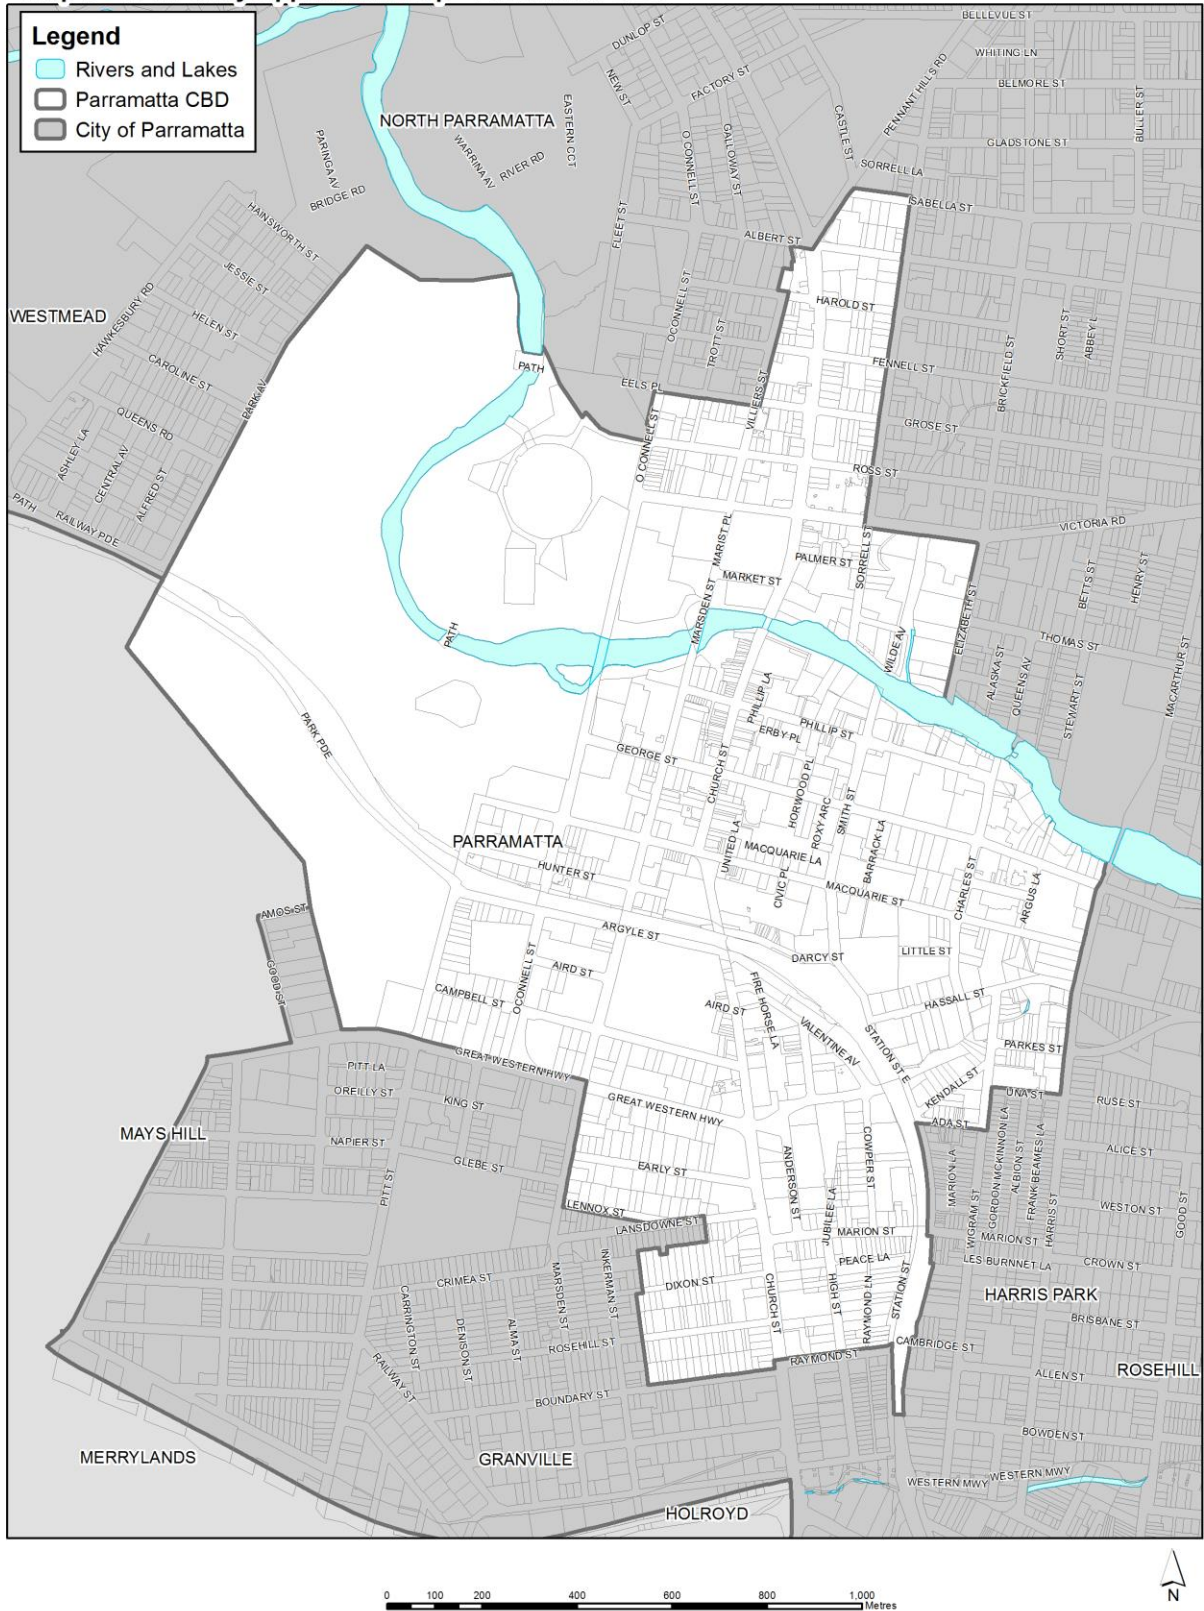 Legend
Rivers and Lakes
Parramatta CBD
City of Parramatta
BELLEVUE ST
DUNLOP ST
WHITING LN
BELMORE ST
NEW ST
FACTORY ST
PENNANT HILLS RD
BULLER ST
EASTERN CCT
NORTH PARRAMATTA
CASTLE ST
PARINGA AV
WARRINA AV
RIVER RD
O CONNELL ST
GALLOWAY ST
GLADSTONE ST
SORRELL LA
BRIDGE RD
ISABELLA ST
HAINSWORTH ST
FLEET ST
ALBERT ST
JESSIE ST
HAWKESBURY RD
WESTMEAD
HELEN ST
OCONNELL ST
TROTT ST
HAROLD ST
SHORT ST
ABBEY L
CAROLINE ST
PATH
FENNELL ST
BRICKFIELD ST
PARK AV
EELS PL
VILLIERS ST
QUEENS RD
ASHLEY LA
CENTRAL AV
ALFRED ST
O CONNELL ST
GROSE ST
ROSS ST
PATH
RAILWAY PDE
VICTORIA RD
MARIST PL
PALMER ST
SORRELL ST
MARKET ST
BETTS ST
HENRY ST
MARSDEN ST
ELIZABETH ST
PATH
WILDE AV
THOMAS ST
ALASKA ST
QUEENS AV
STEWART ST
MACARTHUR ST
PHILLIP LA
PARK PDE
ERBY PL
PHILLIP ST
GEORGE ST
CHURCH ST
HORWOOD PL
ROXY ARC
SMITH ST
PARRAMATTA
UNITED LA
MACQUARIE LA
BARRACK LA
HUNTER ST
CIVIC PL
MACQUARIE ST
CHARLES ST
ARGUS LA
AMOS ST
ARGYLE ST
DARCY ST
LITTLE ST
GOOD ST
OCONNELL ST
AIRD ST
CAMPBELL ST
AIRD ST
FIRE HORSE LA
HASSALL ST
VALENTINE AV
STATION ST E
PARKES ST
GREAT WESTERN HWY
PITT LA
KENDALL ST
OREILLY ST
KING ST
GREAT WESTERN HWY
UNA ST
RUSE ST
ADA ST
MAYS HILL
NAPIER ST
GLEBE ST
EARLY ST
ANDERSON ST
COWPER ST
MARION LA
GORDON MCKINNON LA
ALBION ST
FRANK BEAMES LA
ALICE ST
PITT ST
LENNOX ST
LANSDOWNE ST
JUBILEE LA
MARION ST
WIGRAM ST
HARRIS ST
WESTON ST
GOOD ST
MARION ST
PEACE LA
LES BURNNET LA
CROWN ST
CRIMEA ST
MARSDEN ST
INKERMAN ST
DIXON ST
CHURCH ST
HIGH ST
RAYMOND LN
STATION ST
HARRIS PARK
CARRINGTON ST
DENISON ST
ALMA ST
BRISBANE ST
ROSEHILL ST
CAMBRIDGE ST
RAYMOND ST
RAILWAY ST
ALLEN ST
ROSEHILL
BOUNDARY ST
BOWDEN ST
MERRYLANDS
GRANVILLE
WESTERN MWY
WESTERN MWY
HOLROYD
0 100 200 400 600 800 1,000
Metres
N